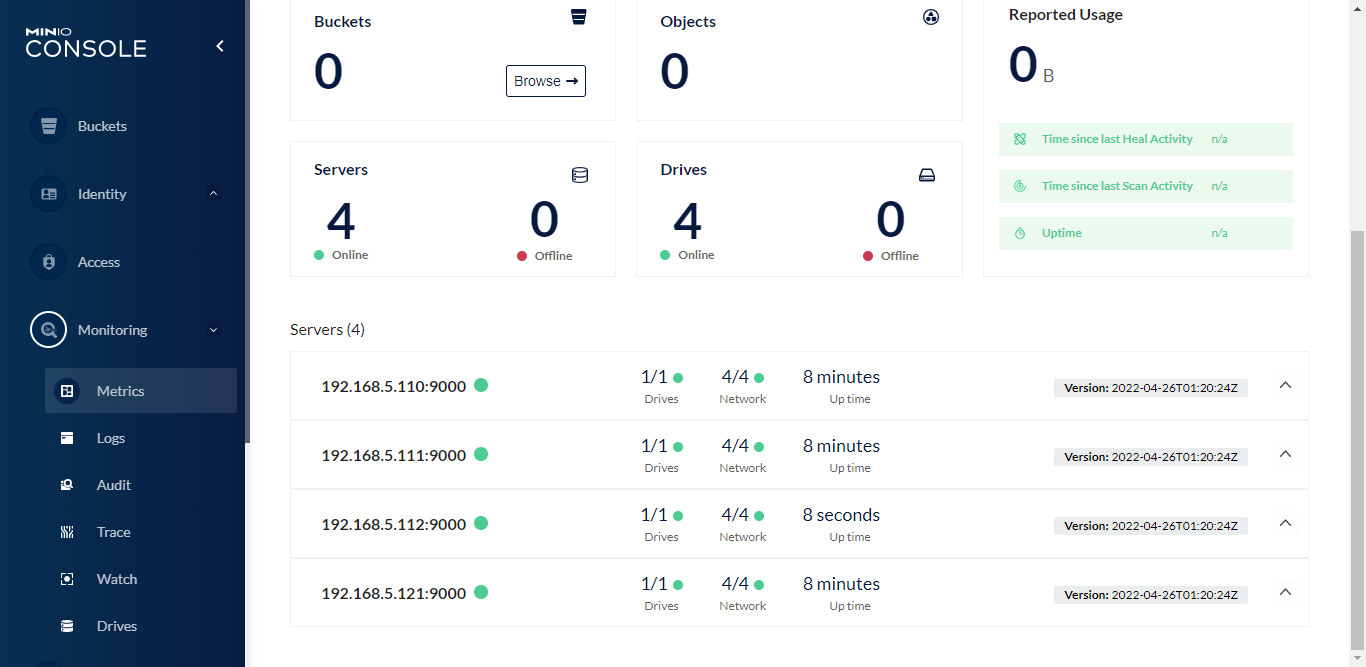 MINIO
CONSOLE
Buckets
Identity
Access
Monitoring
Metrics
Logs
Audit
Trace
Watch
Drives
Buckets
0
Browse →
Objects
0
Reported Usage
0 B
Time since last Heal Activity n/a
Time since last Scan Activity n/a
Uptime n/a
Servers
4 0
Online Offline
Drives
4 0
Online Offline
Servers (4)
192.168.5.110:9000 1/1 4/4 8 minutes Version: 2022-04-26T01:20:24Z
Drives Network Up time
192.168.5.111:9000 1/1 4/4 8 minutes Version: 2022-04-26T01:20:24Z
Drives Network Up time
192.168.5.112:9000 1/1 4/4 8 seconds Version: 2022-04-26T01:20:24Z
Drives Network Up time
192.168.5.121:9000 1/1 4/4 8 minutes Version: 2022-04-26T01:20:24Z
Drives Network Up time